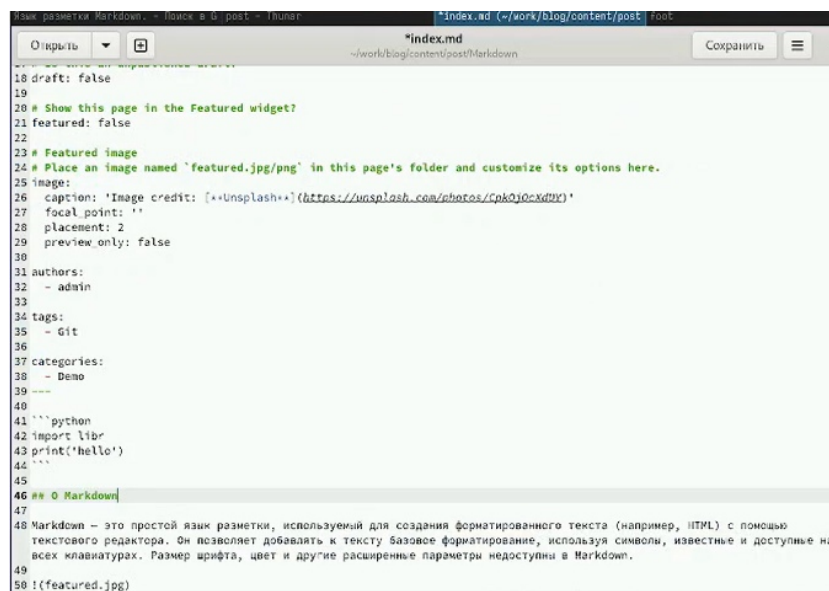 Язык разметки Markdown. – Поиск в G post – Thunar *index.md (~/work/blog/content/post foot
Открыть *index.md Сохранить
~/work/blog/content/post/Markdown
18 draft: false
19
20 # Show this page in the Featured widget?
21 featured: false
22
23 # Featured image
24 # Place an image named `featured.jpg/png` in this page's folder and customize its options here.
25 image:
26   caption: 'Image credit: [**Unsplash**](https://unsplash.com/photos/CpkOjOcXdUY)'
27   focal_point: ''
28   placement: 2
29   preview_only: false
30
31 authors:
32   - admin
33
34 tags:
35   - Git
36
37 categories:
38   - Demo
39 ---
40
41 ```python
42 import libr
43 print('hello')
44 ```
45
46 ## О Markdown
47
48 Markdown — это простой язык разметки, используемый для создания форматированного текста (например, HTML) с помощью
текстового редактора. Он позволяет добавлять к тексту базовое форматирование, используя символы, известные и доступные на
всех клавиатурах. Размер шрифта, цвет и другие расширенные параметры недоступны в Markdown.
49
50 !(featured.jpg)